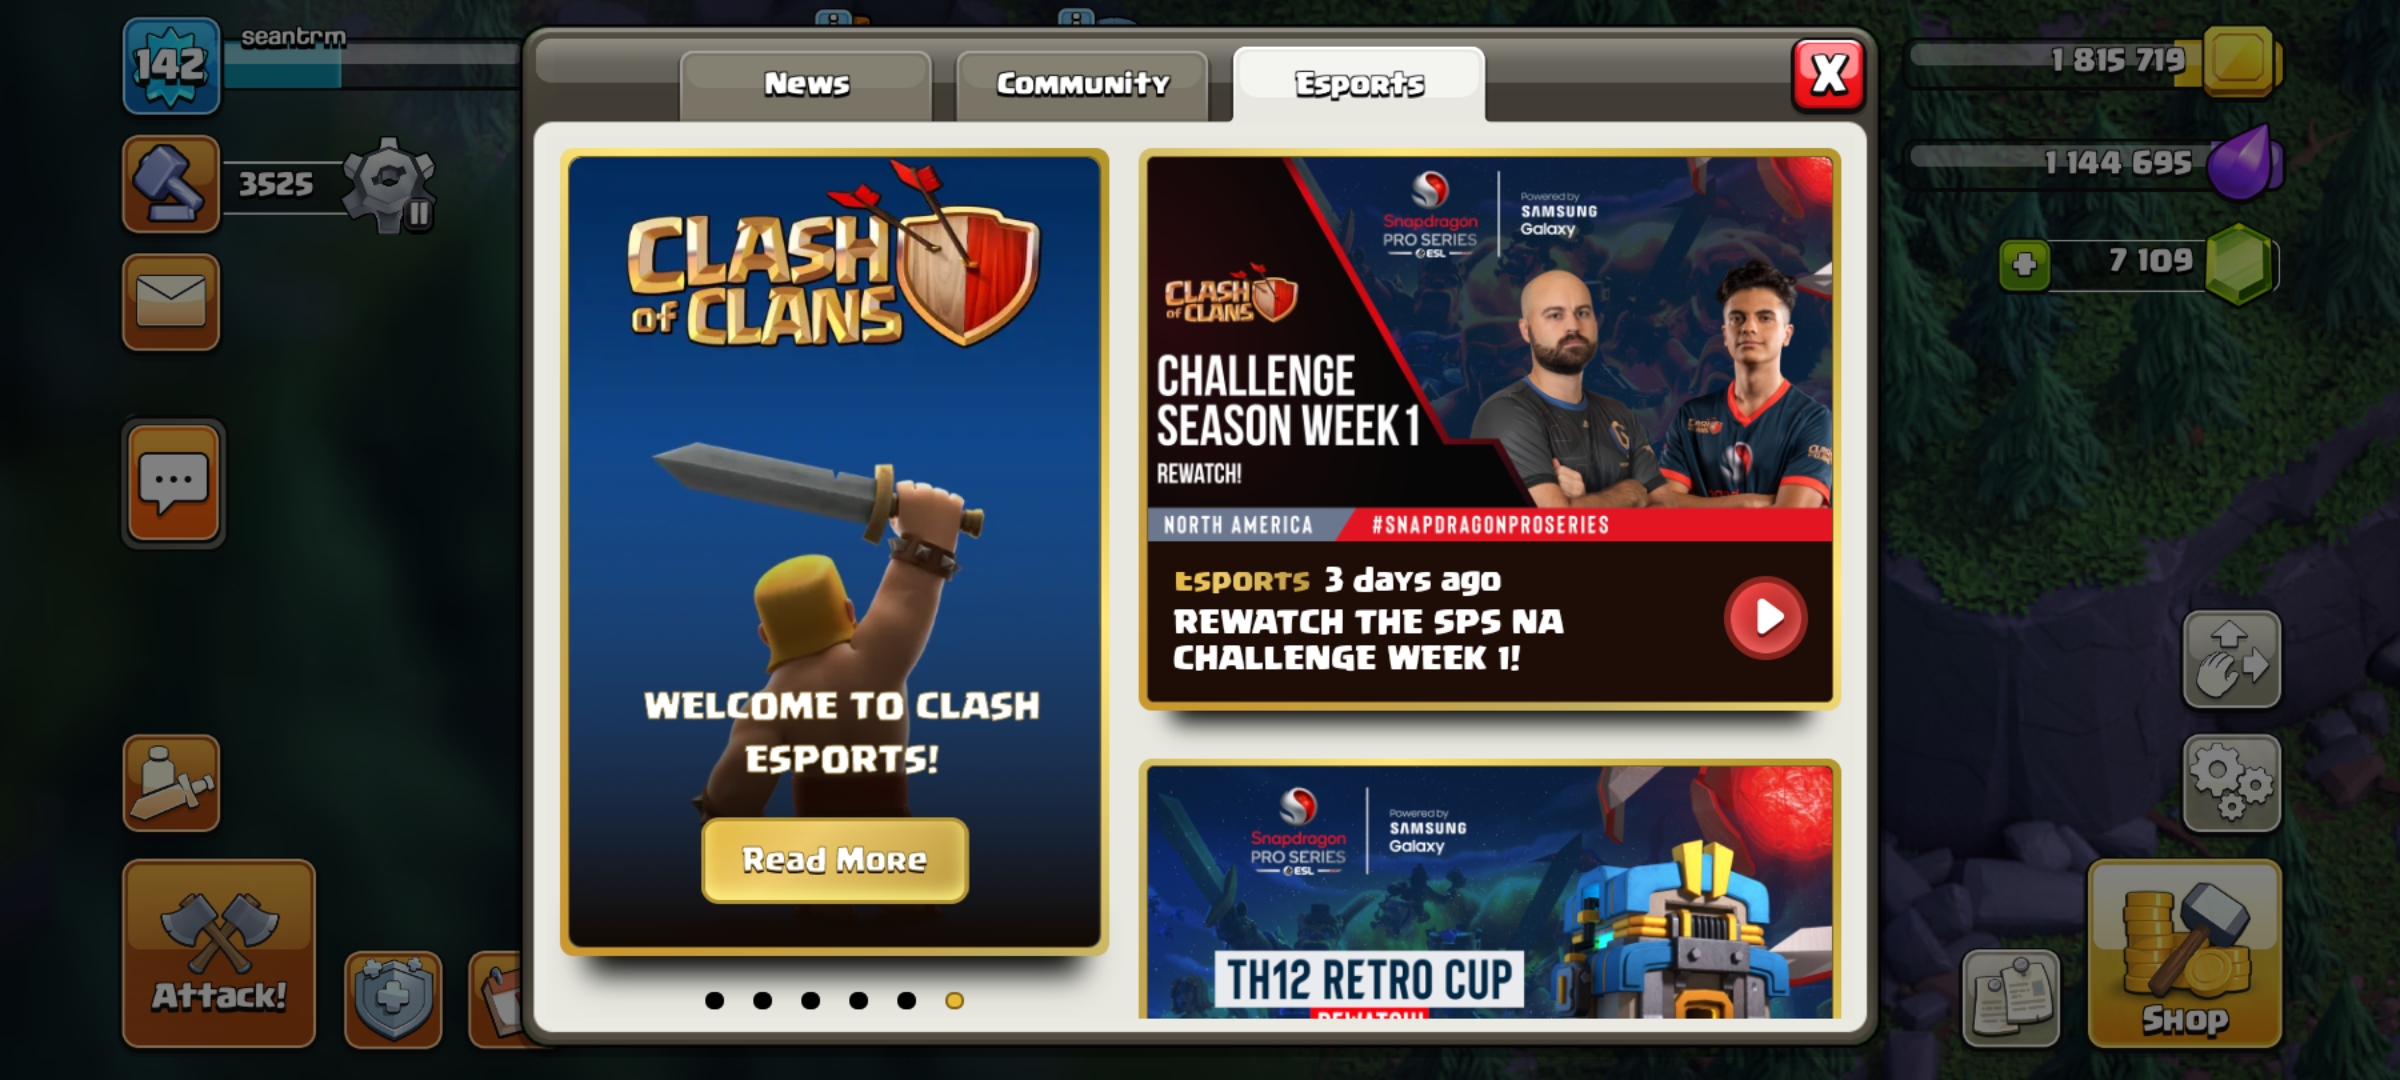 142
seantrm
3525
Attack!
News
Community
Esports
X
CLASH
OF CLANS
WELCOME TO CLASH
ESPORTS!
Read More
Snapdragon
PRO SERIES
ESL
Powered by
SAMSUNG
Galaxy
CLASH
OF CLANS
CHALLENGE
SEASON WEEK 1
REWATCH!
NORTH AMERICA
#SNAPDRAGONPROSERIES
ESPORTS 3 days ago
REWATCH THE SPS NA
CHALLENGE WEEK 1!
Snapdragon
PRO SERIES
ESL
Powered by
SAMSUNG
Galaxy
TH12 RETRO CUP
REWATCH!
1 815 719
1 144 695
7 109
Shop